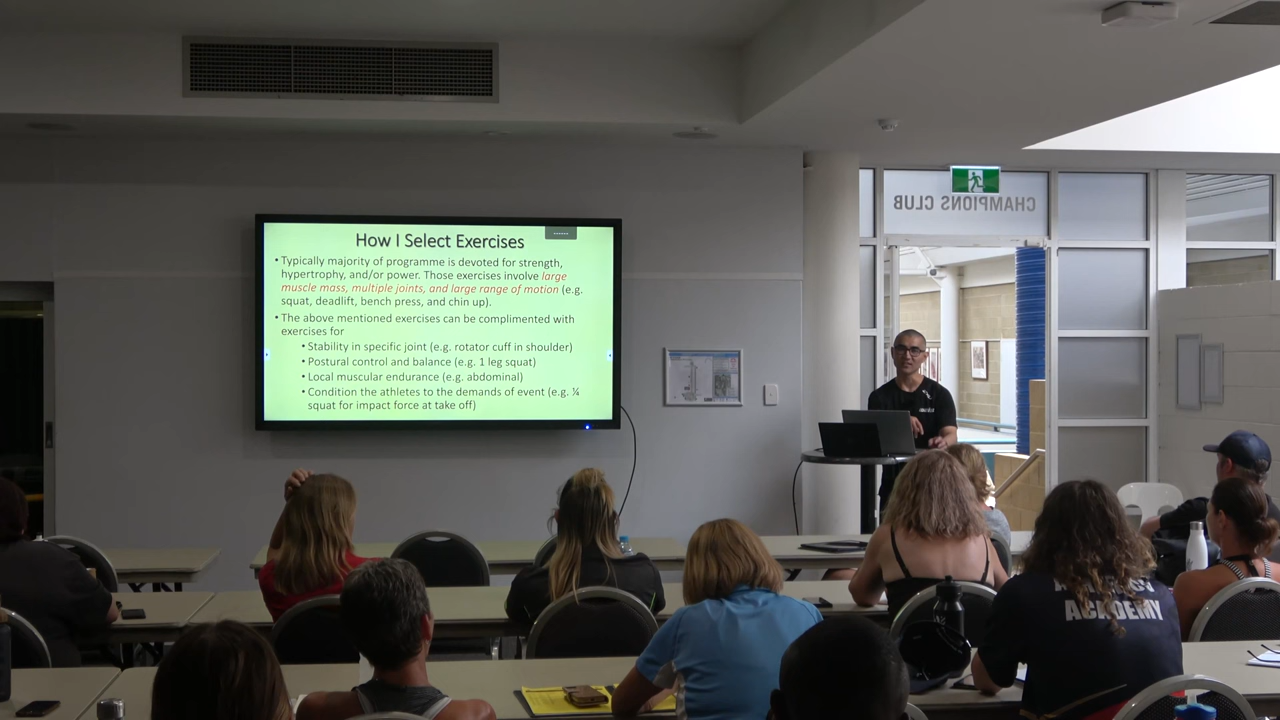 How I Select Exercises
• Typically majority of programme is devoted for strength,
hypertrophy, and/or power. Those exercises involve large
muscle mass, multiple joints, and large range of motion (e.g.
squat, deadlift, bench press, and chin up).
• The above mentioned exercises can be complimented with
exercises for
• Stability in specific joint (e.g. rotator cuff in shoulder)
• Postural control and balance (e.g. 1 leg squat)
• Local muscular endurance (e.g. abdominal)
• Condition the athletes to the demands of event (e.g. ¼
squat for impact force at take off)
CHAMPIONS CLUB
ACADEMY